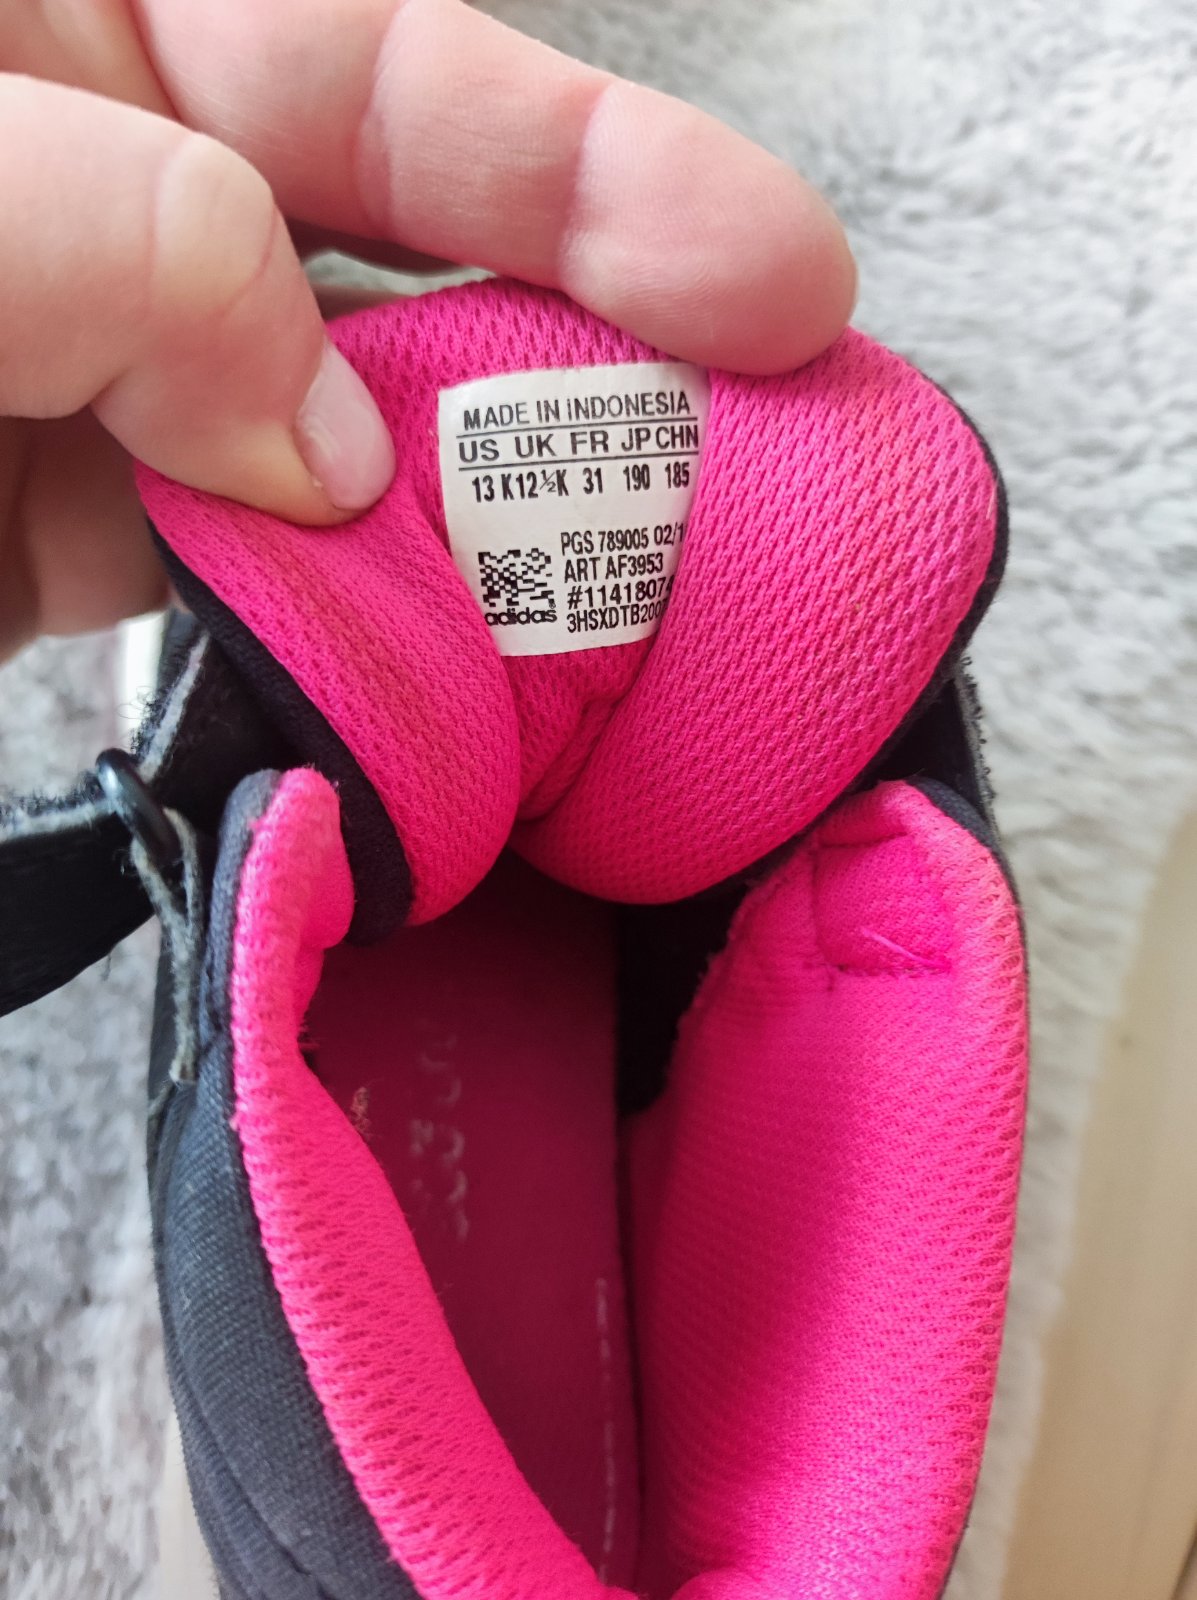 MADE IN INDONESIA
US UK FR JP CHN
13 K 12½K 31 190 185
PGS 789005 02/1
ART AF3953
#1141807
adidas
3HSXDTB200